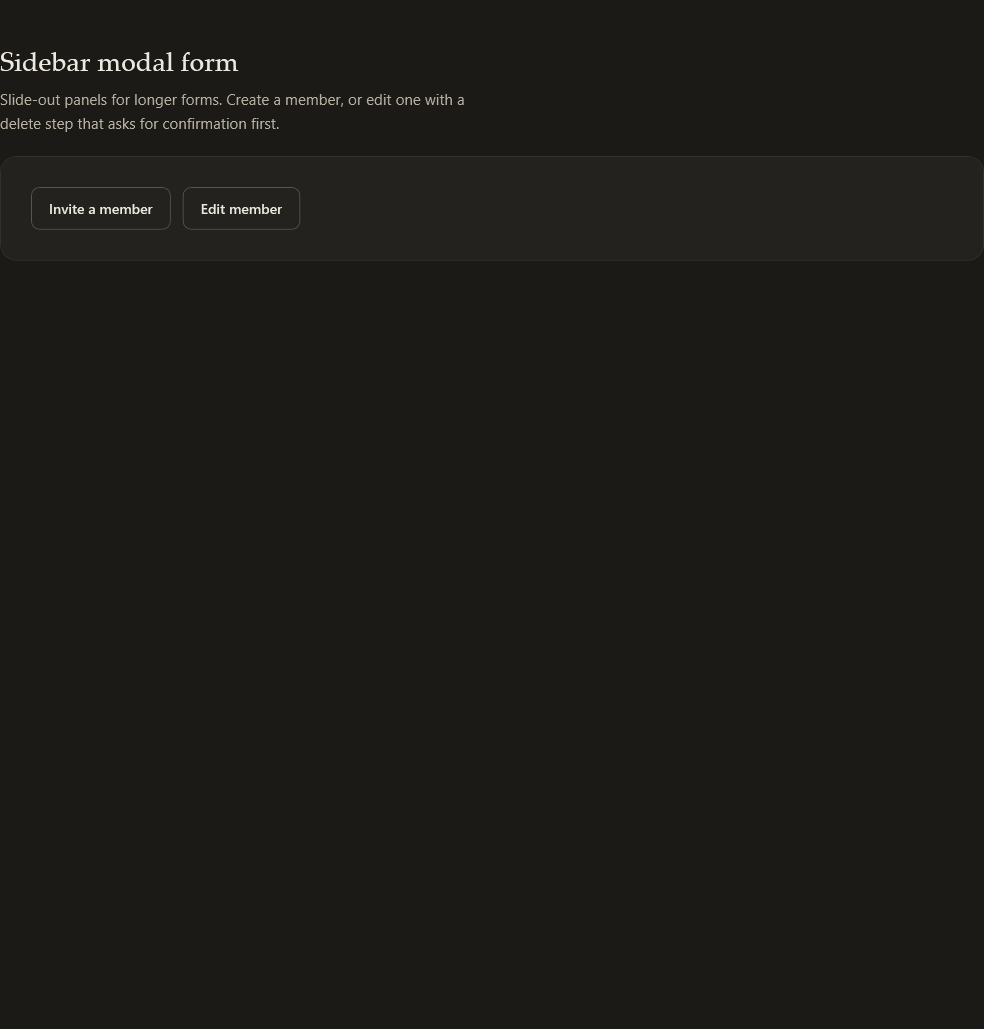 Sidebar modal form
Slide-out panels for longer forms. Create a member, or edit one with a
delete step that asks for confirmation first.
Invite a member
Edit member